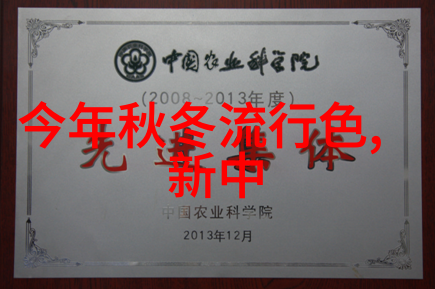 中国农业科学院
(2008~2013年度)
今年秋冬流行色,
先进集体
新中
中国农业科学院
2013年12月